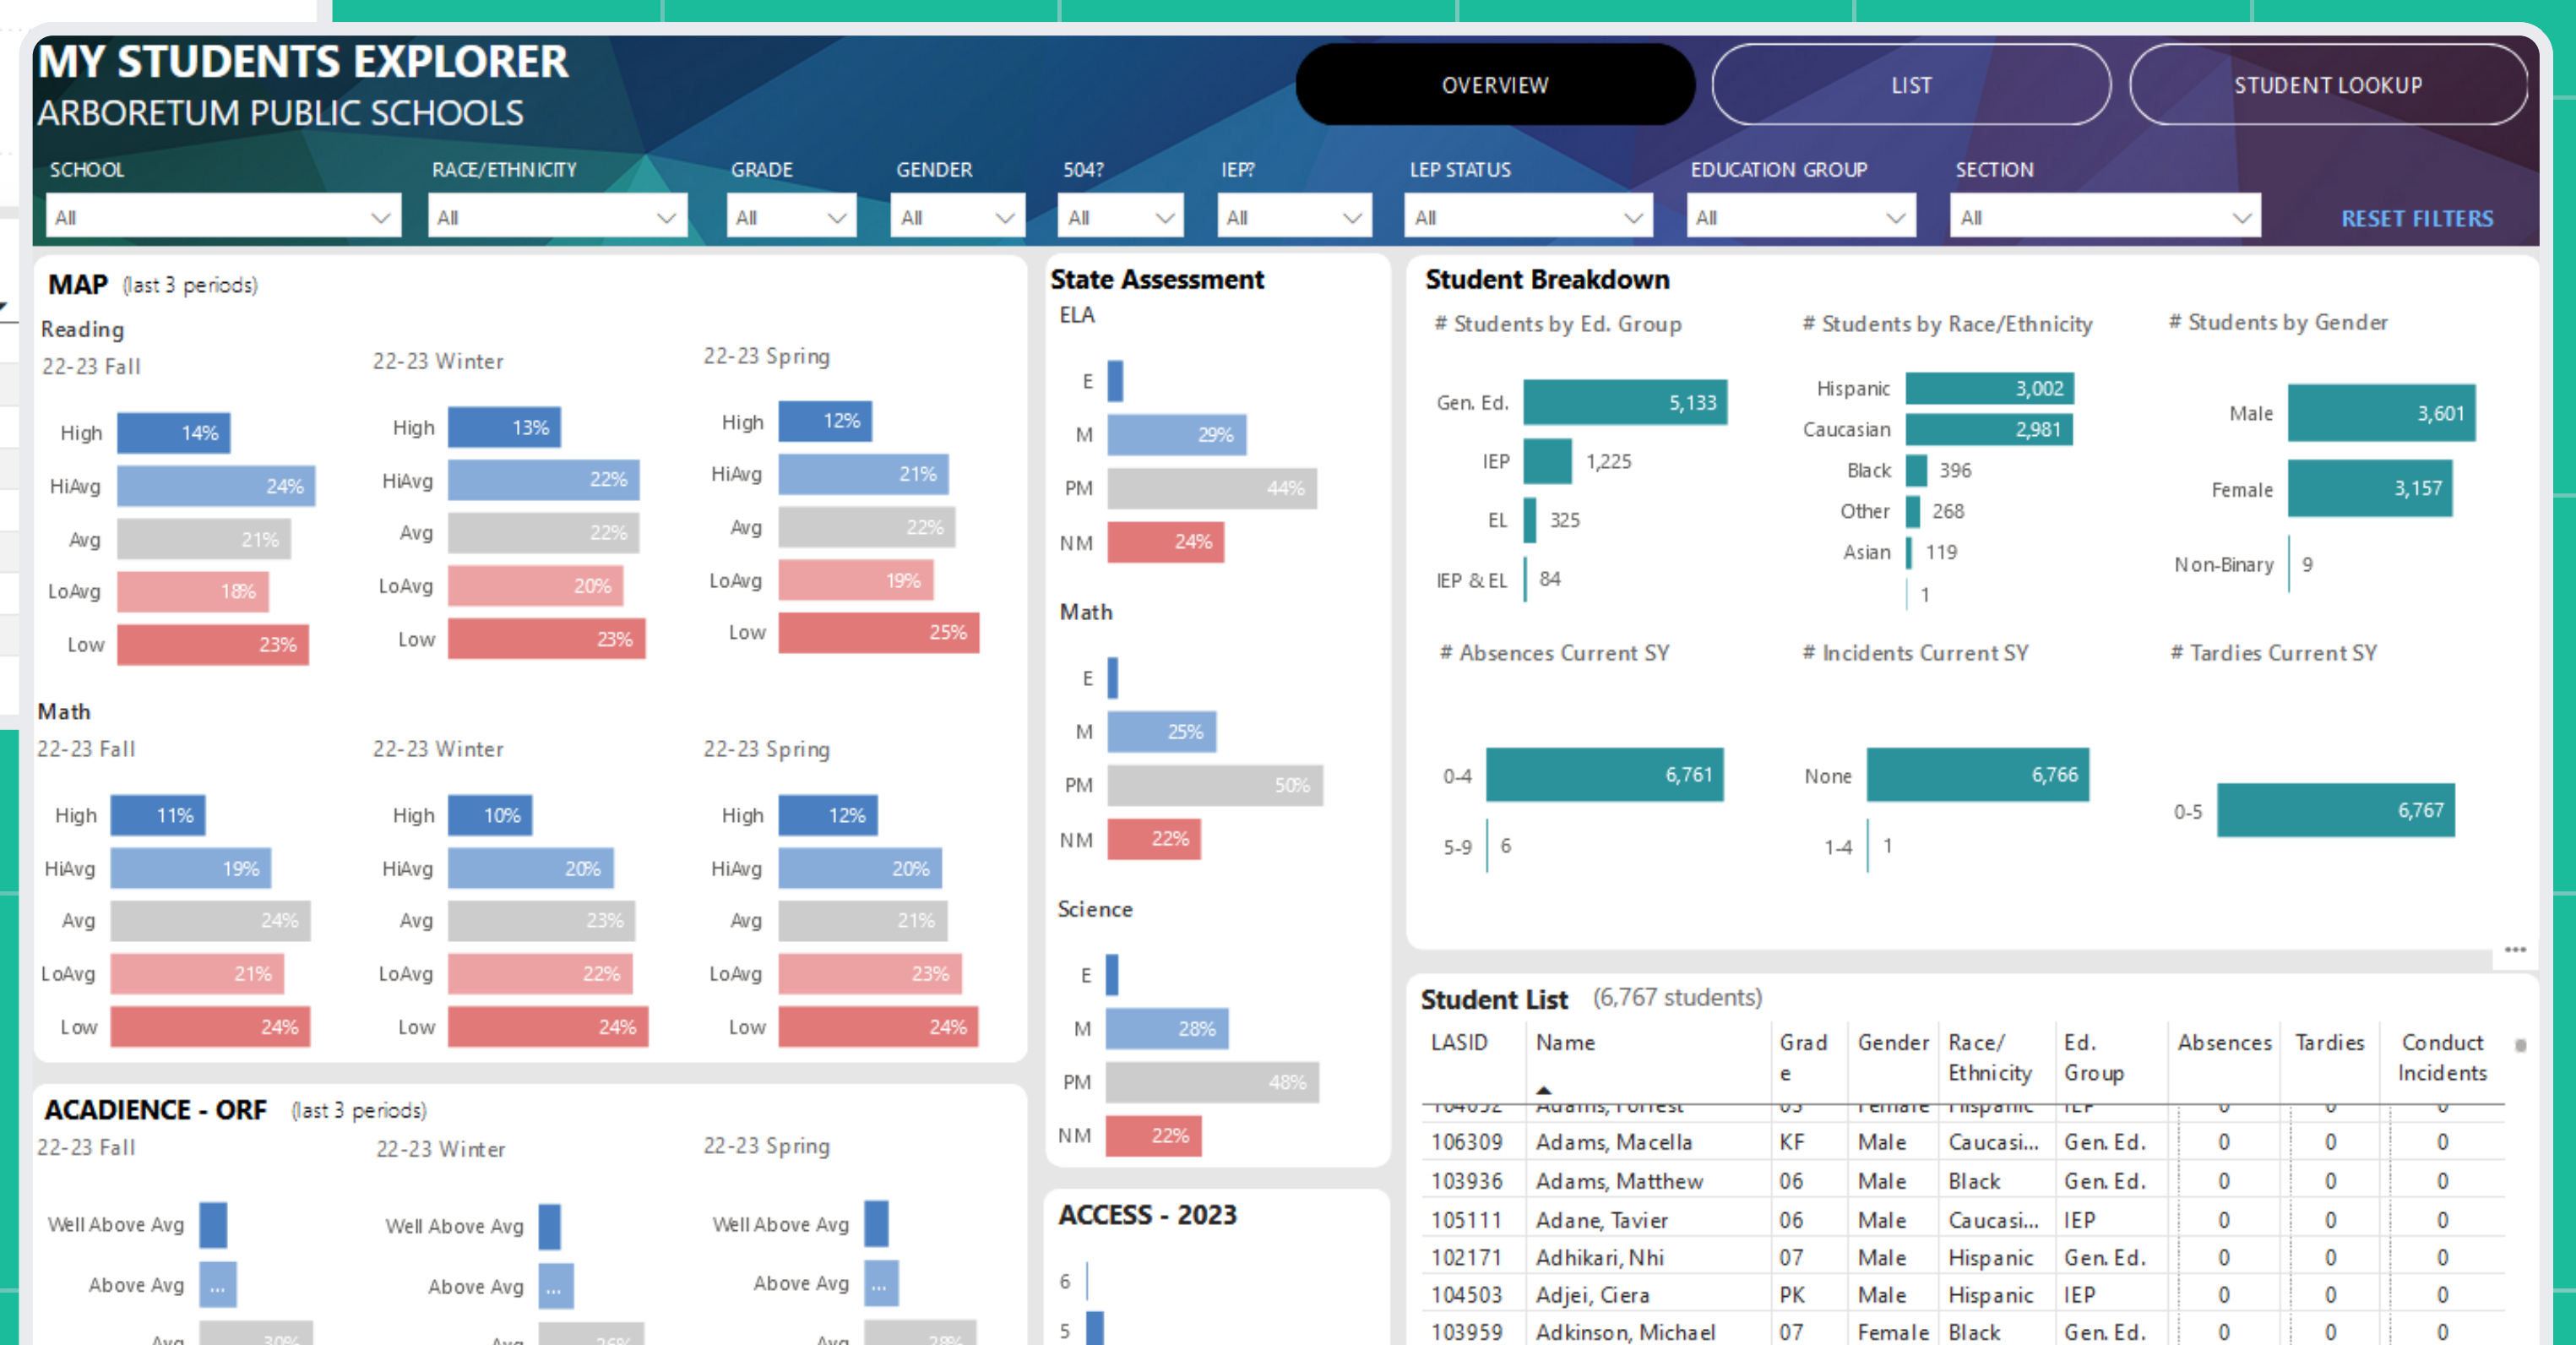 MY STUDENTS EXPLORER
ARBORETUM PUBLIC SCHOOLS
OVERVIEW
LIST
STUDENT LOOKUP
SCHOOL
All
RACE/ETHNICITY
All
GRADE
All
GENDER
All
504?
All
IEP?
All
LEP STATUS
All
EDUCATION GROUP
All
SECTION
All
RESET FILTERS
MAP (last 3 periods)
Reading
22-23 Fall
High 14%
HiAvg 24%
Avg 21%
LoAvg 18%
Low 23%
22-23 Winter
High 13%
HiAvg 22%
Avg 22%
LoAvg 20%
Low 23%
22-23 Spring
High 12%
HiAvg 21%
Avg 22%
LoAvg 19%
Low 25%
Math
22-23 Fall
High 11%
HiAvg 19%
Avg 24%
LoAvg 21%
Low 24%
22-23 Winter
High 10%
HiAvg 20%
Avg 23%
LoAvg 22%
Low 24%
22-23 Spring
High 12%
HiAvg 20%
Avg 21%
LoAvg 23%
Low 24%
ACADIENCE - ORF (last 3 periods)
22-23 Fall
Well Above Avg
Above Avg ...
Avg 30%
22-23 Winter
Well Above Avg
Above Avg ...
Avg 26%
22-23 Spring
Well Above Avg
Above Avg ...
Avg 28%
State Assessment
ELA
E
M 29%
PM 44%
NM 24%
Math
E
M 25%
PM 50%
NM 22%
Science
E
M 28%
PM 48%
NM 22%
ACCESS - 2023
6
5
Student Breakdown
# Students by Ed. Group
Gen. Ed. 5,133
IEP 1,225
EL 325
IEP & EL 84
# Students by Race/Ethnicity
Hispanic 3,002
Caucasian 2,981
Black 396
Other 268
Asian 119
1
# Students by Gender
Male 3,601
Female 3,157
Non-Binary 9
# Absences Current SY
0-4 6,761
5-9 6
# Incidents Current SY
None 6,766
1-4 1
# Tardies Current SY
0-5 6,767
Student List (6,767 students)
LASID Name Grad Gender Race/ Ed. Absences Tardies Conduct
e Ethnicity Group Incidents
104052 Adams, Forrest 03 Female Hispanic IEP 0 0 0
106309 Adams, Macella KF Male Caucasi... Gen. Ed. 0 0 0
103936 Adams, Matthew 06 Male Black Gen. Ed. 0 0 0
105111 Adane, Tavier 06 Male Caucasi... IEP 0 0 0
102171 Adhikari, Nhi 07 Male Hispanic Gen. Ed. 0 0 0
104503 Adjei, Ciera PK Male Hispanic IEP 0 0 0
103959 Adkinson, Michael 07 Female Black Gen. Ed. 0 0 0